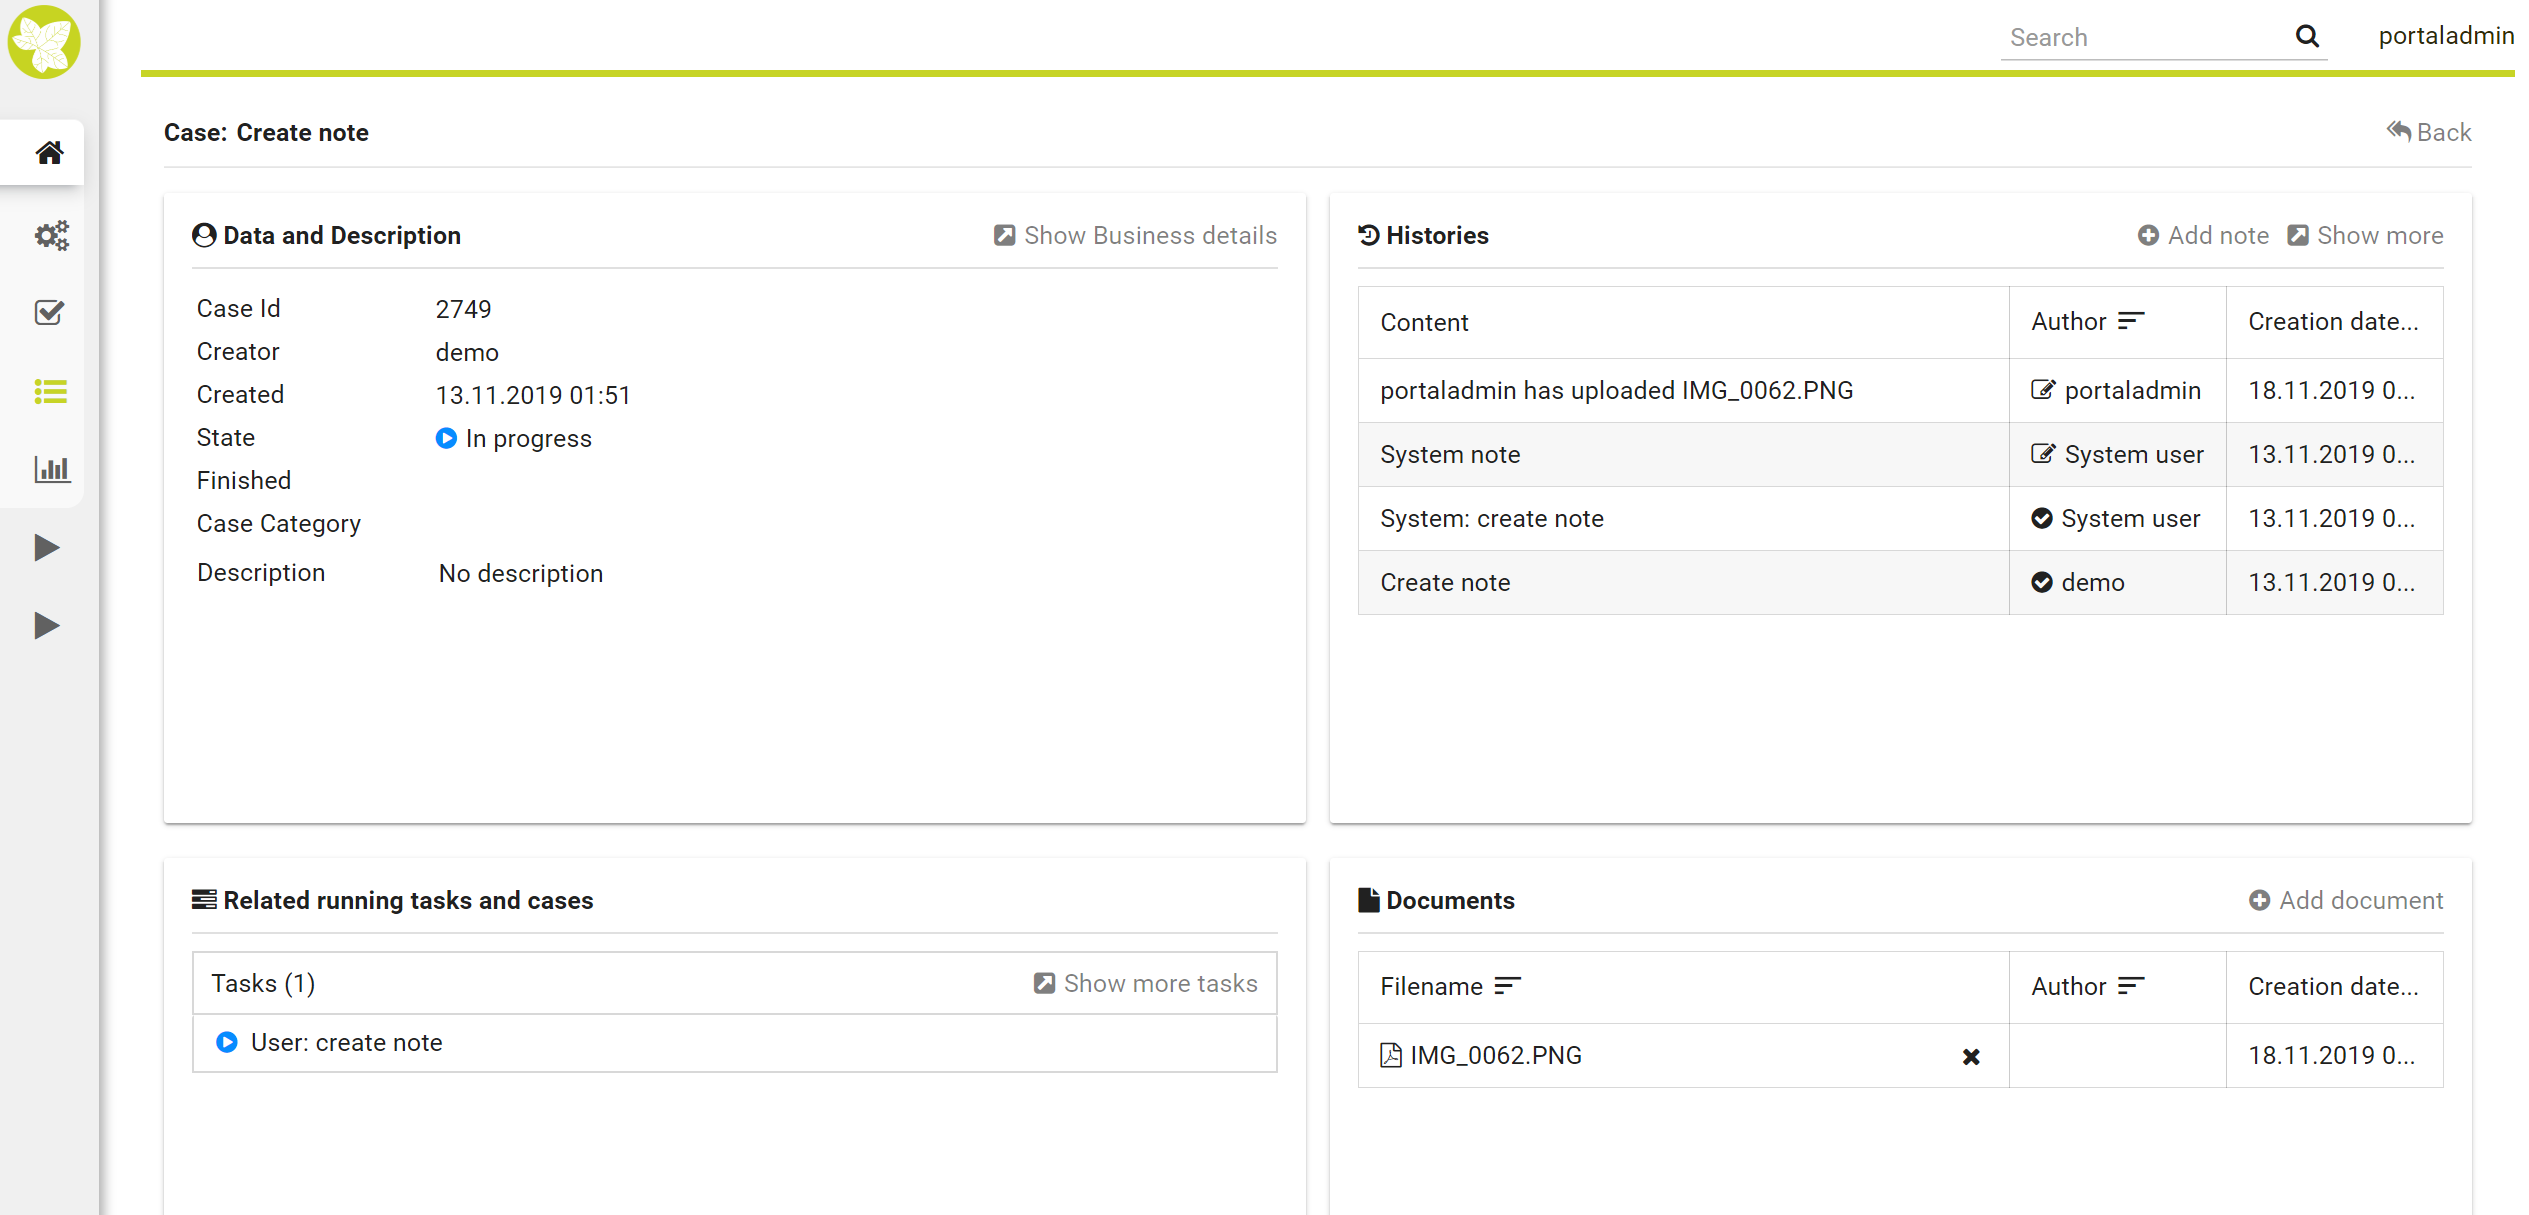 Search
portaladmin
Case: Create note
Back
Data and Description
Show Business details
Case Id 2749
Creator demo
Created 13.11.2019 01:51
State In progress
Finished
Case Category
Description No description
Histories
Add note Show more
Content Author Creation date...
portaladmin has uploaded IMG_0062.PNG portaladmin 18.11.2019 0...
System note System user 13.11.2019 0...
System: create note System user 13.11.2019 0...
Create note demo 13.11.2019 0...
Related running tasks and cases
Tasks (1) Show more tasks
User: create note
Documents
Add document
Filename Author Creation date...
IMG_0062.PNG 18.11.2019 0...